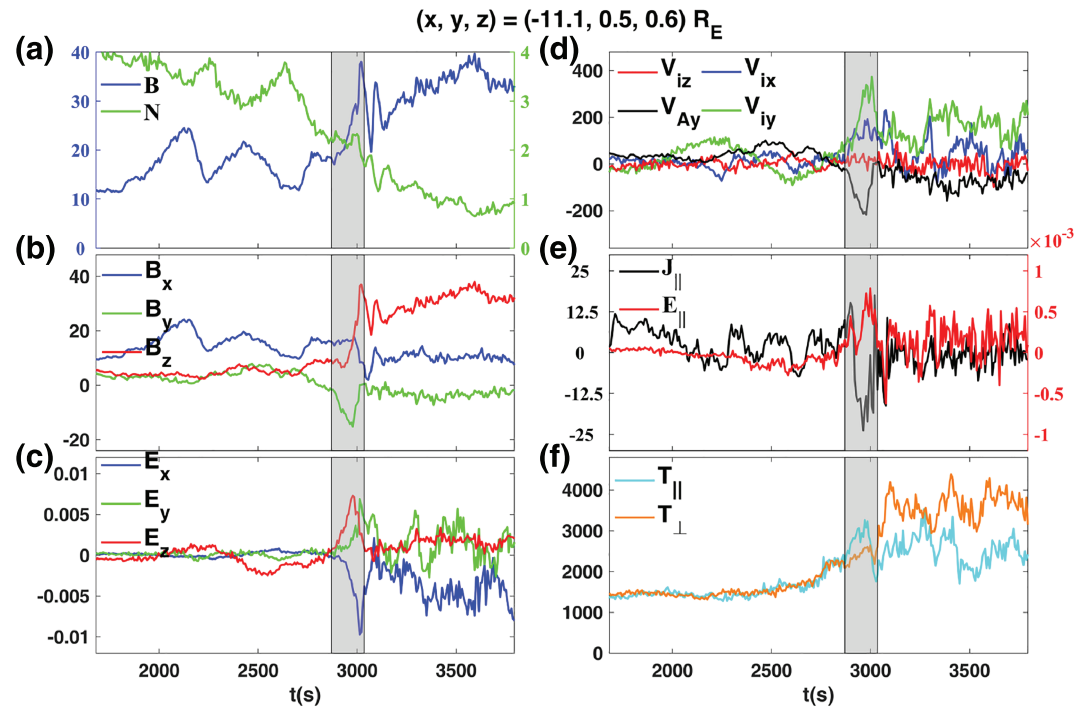 (x, y, z) = (-11.1, 0.5, 0.6) R_E
(a)
40
30
20
10
0
4
3
2
1
0
B
N
(b)
40
20
0
-20
B_x
B_y
B_z
(c)
0.01
0.005
0
-0.005
-0.01
E_x
E_y
E_z
2000 2500 3000 3500
t(s)
(d)
400
200
0
-200
V_iz V_ix
V_Ay V_iy
(e)
25
12.5
0
-12.5
-25
J_||
E_||
×10^-3
1
0.5
0
-0.5
-1
(f)
4000
3000
2000
1000
0
T_||
T_⊥
2000 2500 3000 3500
t(s)